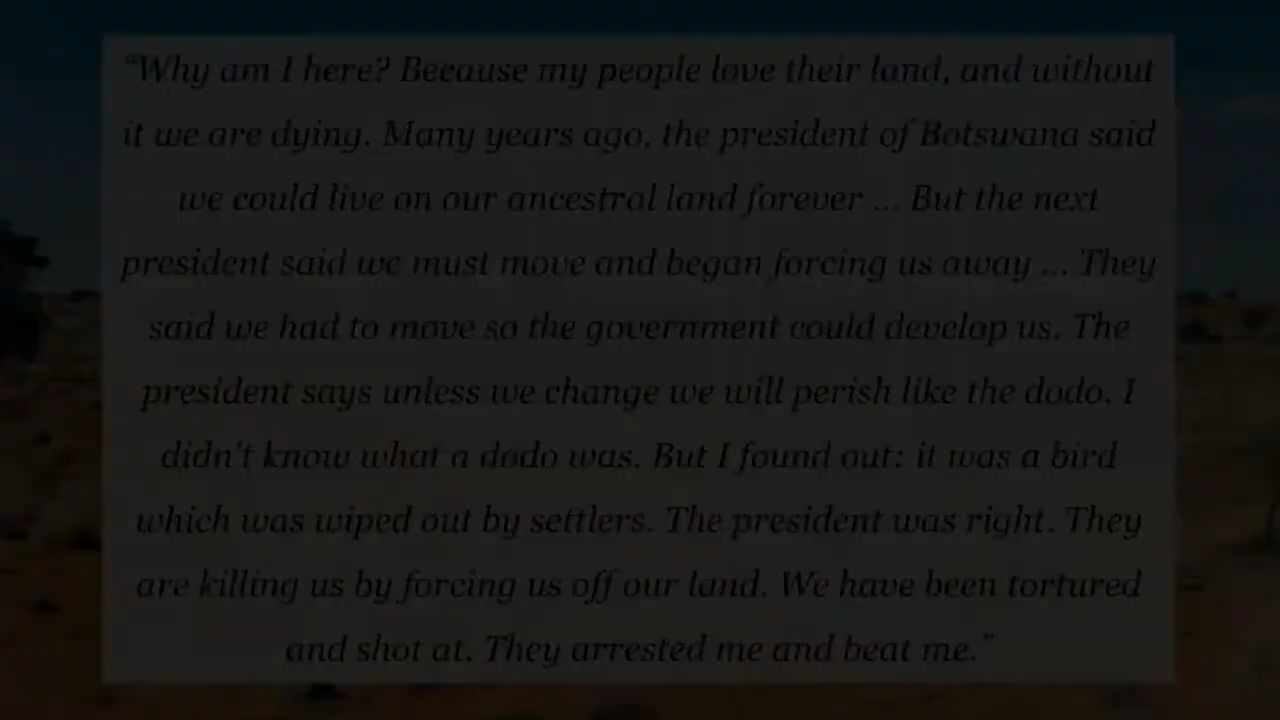 “Why am I here? Because my people love their land, and without
it we are dying. Many years ago, the president of Botswana said
we could live on our ancestral land forever ... But the next
president said we must move and began forcing us away ... They
said we had to move so the government could develop us. The
president says unless we change we will perish like the dodo. I
didn't know what a dodo was. But I found out: it was a bird
which was wiped out by settlers. The president was right. They
are killing us by forcing us off our land. We have been tortured
and shot at. They arrested me and beat me.”